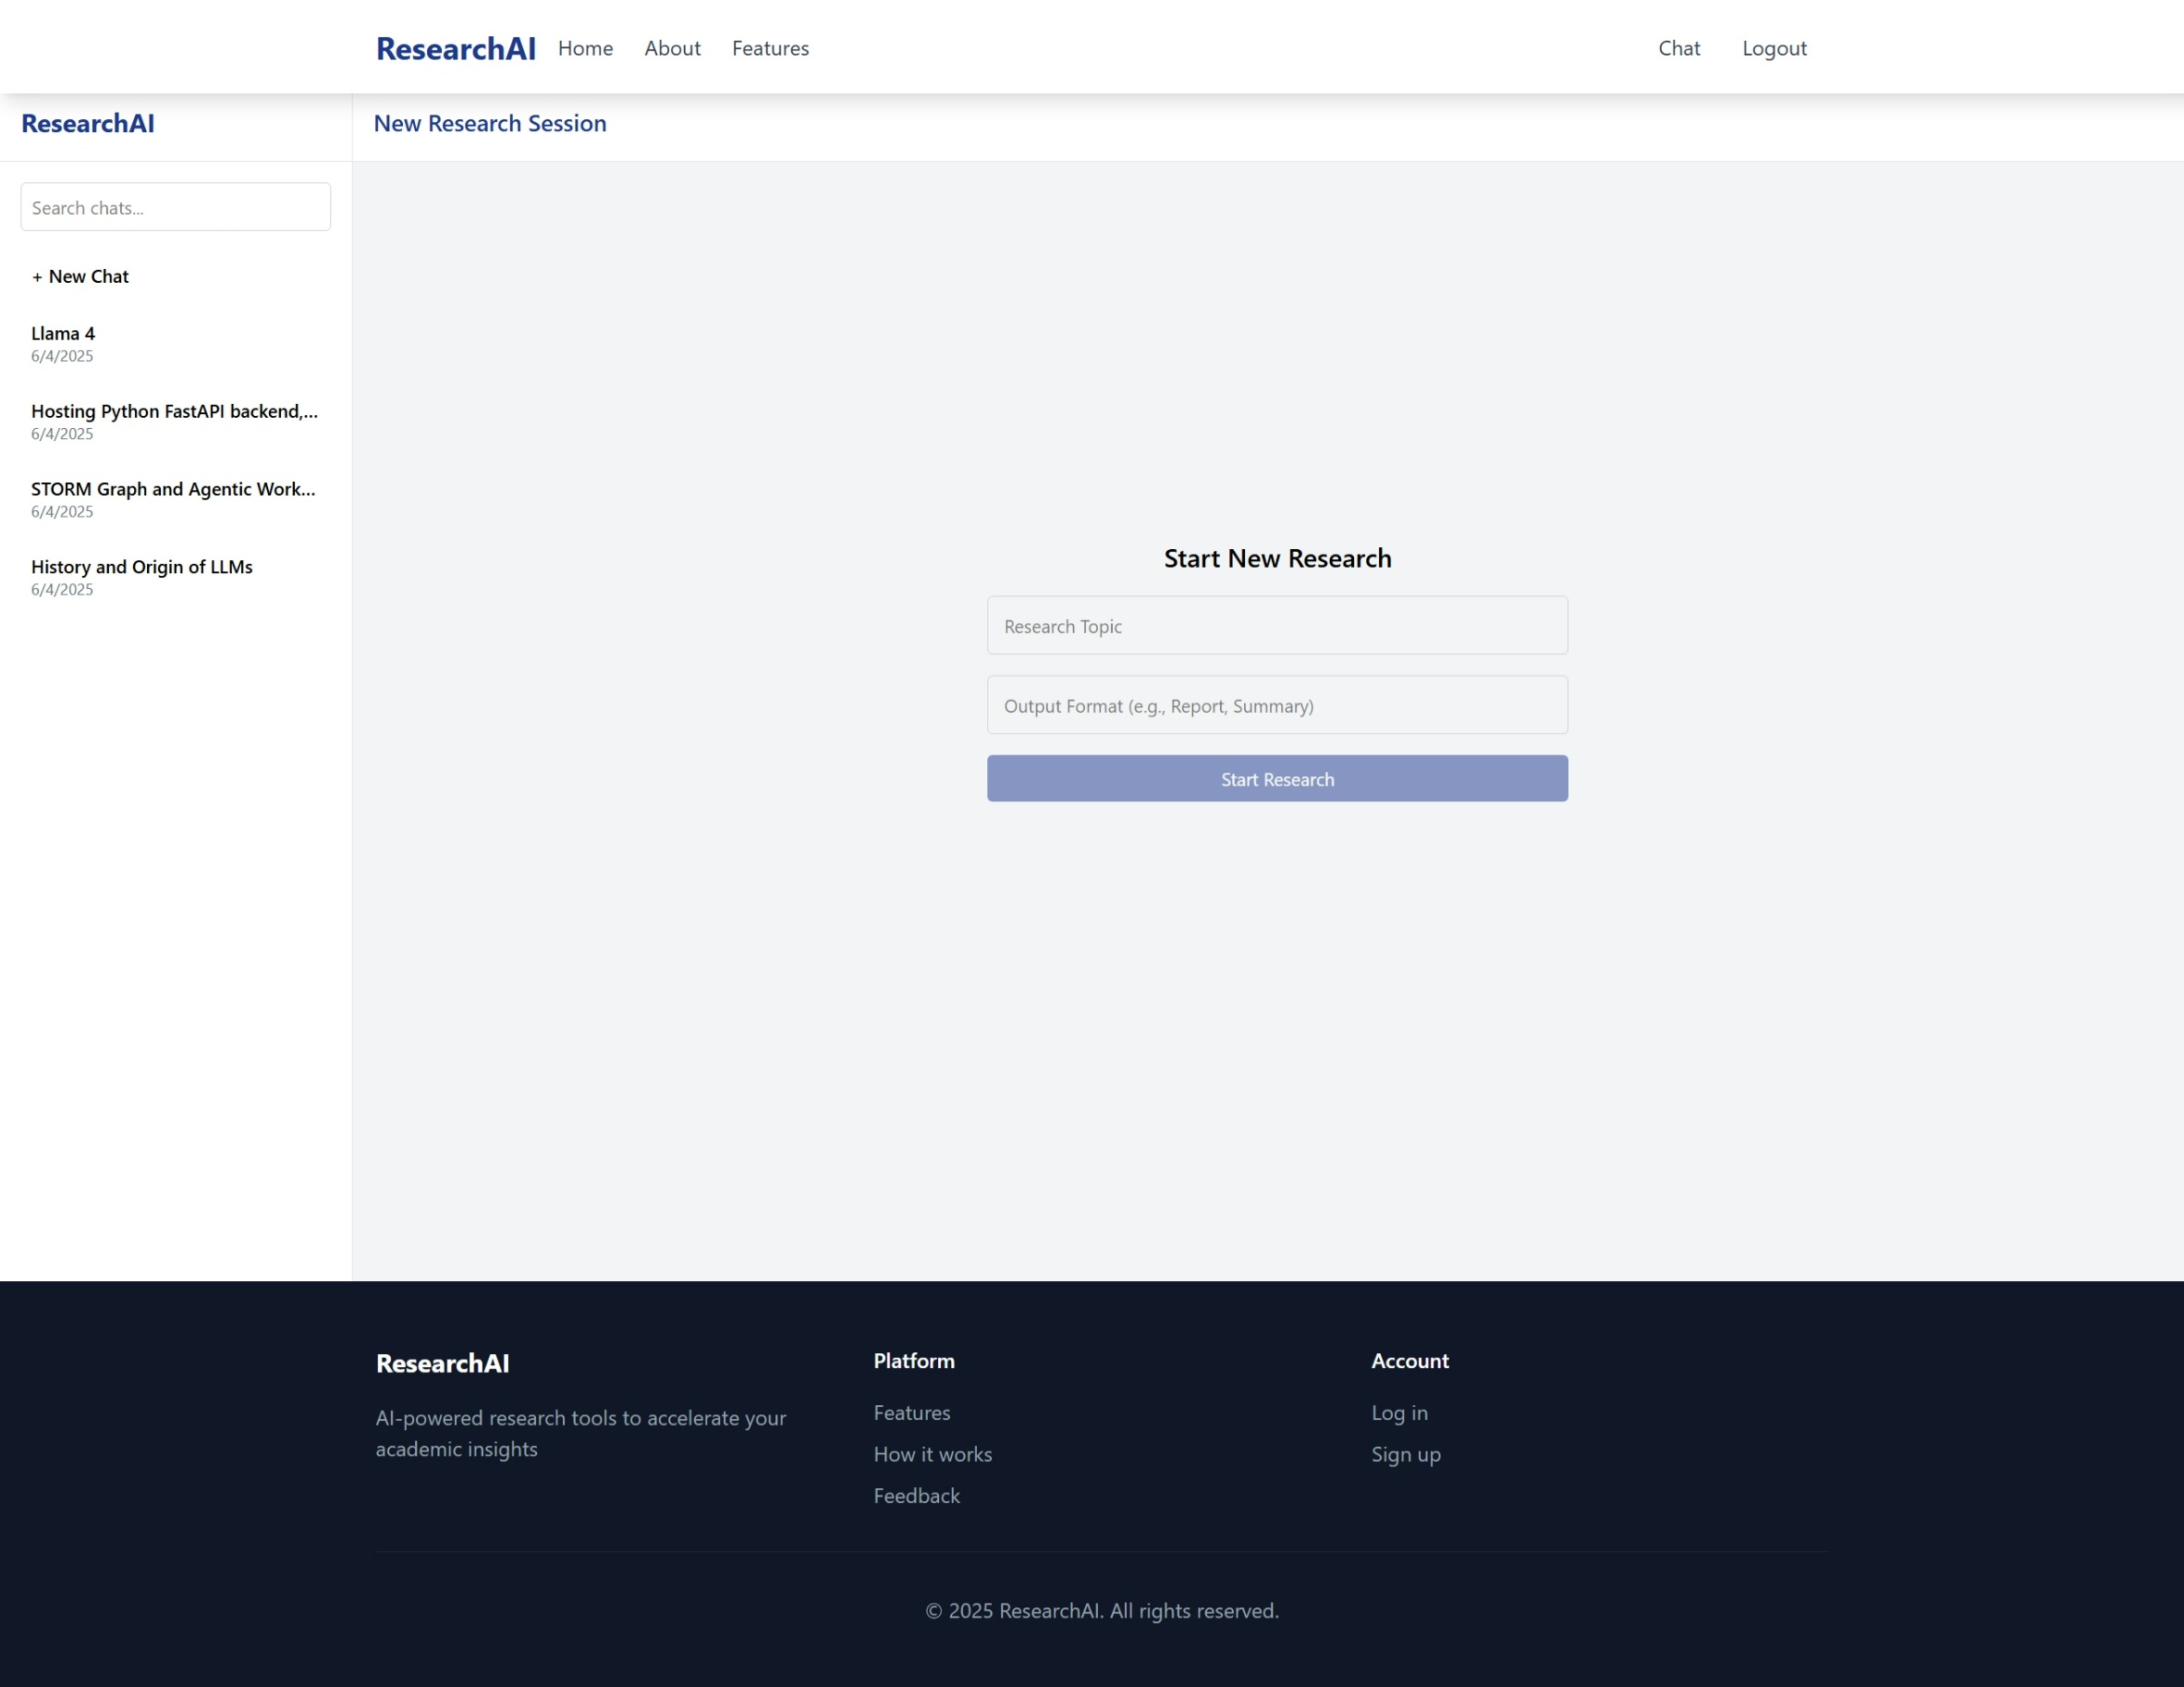 ResearchAI Home About Features Chat Logout
ResearchAI
New Research Session
Search chats...
+ New Chat
Llama 4
6/4/2025
Hosting Python FastAPI backend,...
6/4/2025
STORM Graph and Agentic Work...
6/4/2025
History and Origin of LLMs
6/4/2025
Start New Research
Research Topic
Output Format (e.g., Report, Summary)
Start Research
ResearchAI
AI-powered research tools to accelerate your
academic insights
Platform
Features
How it works
Feedback
Account
Log in
Sign up
© 2025 ResearchAI. All rights reserved.